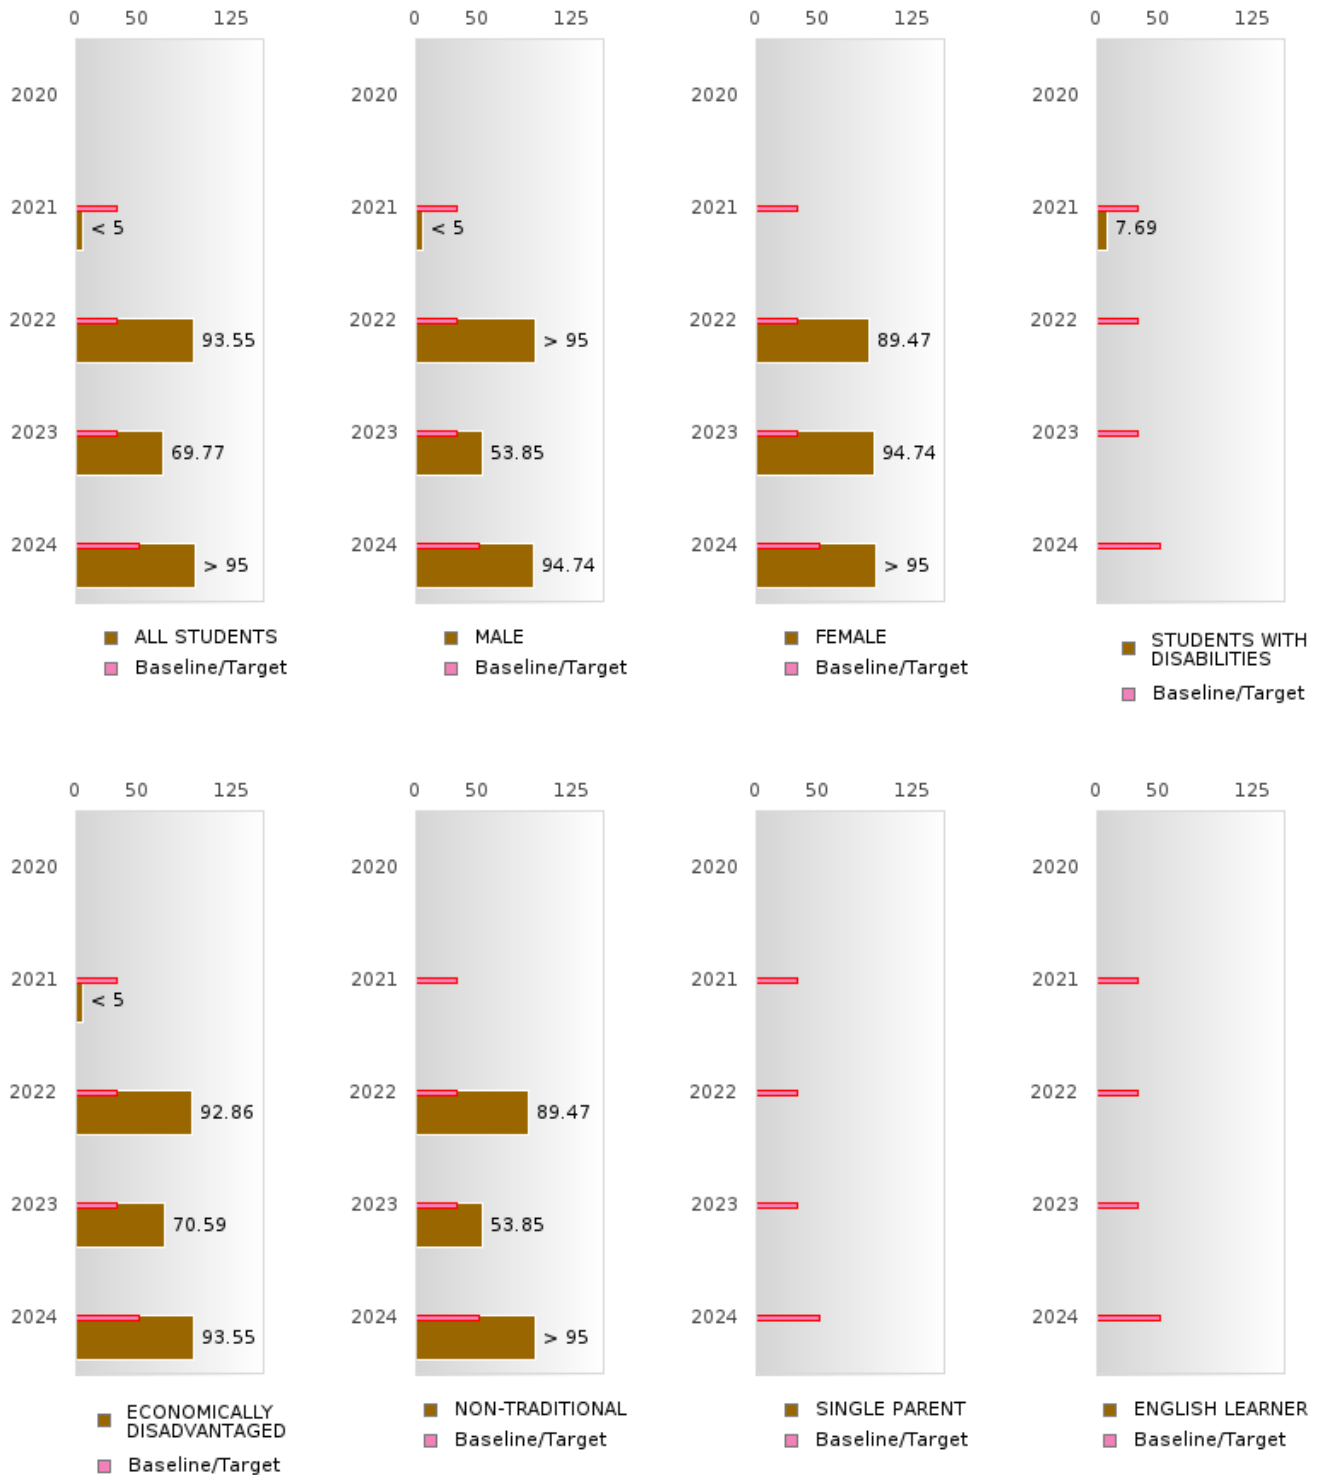 0 50 125
2020
2021
< 5
2022
93.55
2023
69.77
2024
> 95
ALL STUDENTS
Baseline/Target
0 50 125
2020
2021
< 5
2022
> 95
2023
53.85
2024
94.74
MALE
Baseline/Target
0 50 125
2020
2021
2022
89.47
2023
94.74
2024
> 95
FEMALE
Baseline/Target
0 50 125
2020
2021
7.69
2022
2023
2024
STUDENTS WITH
DISABILITIES
Baseline/Target
0 50 125
2020
2021
< 5
2022
92.86
2023
70.59
2024
93.55
ECONOMICALLY
DISADVANTAGED
Baseline/Target
0 50 125
2020
2021
2022
89.47
2023
53.85
2024
> 95
NON-TRADITIONAL
Baseline/Target
0 50 125
2020
2021
2022
2023
2024
SINGLE PARENT
Baseline/Target
0 50 125
2020
2021
2022
2023
2024
ENGLISH LEARNER
Baseline/Target